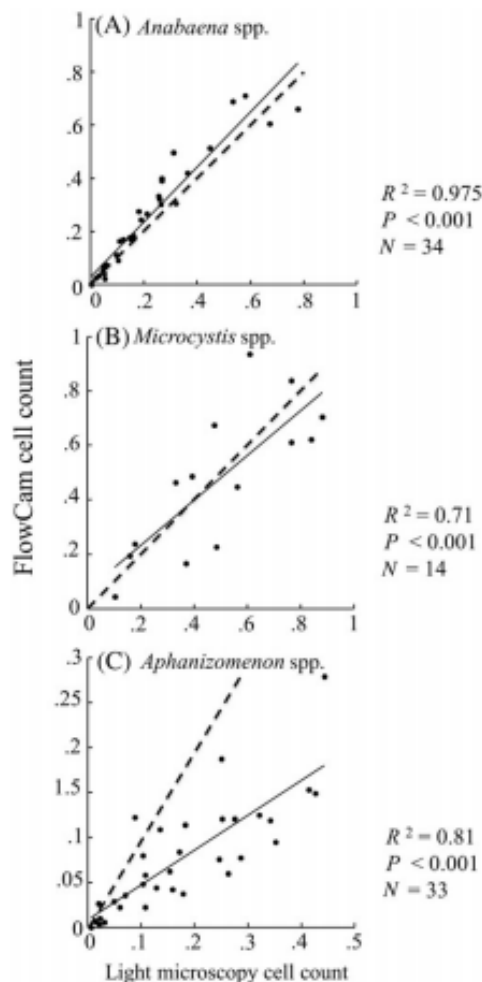 (A) Anabaena spp.
1
.8
.6
.4
.2
0
0 .2 .4 .6 .8 1
R² = 0.975
P < 0.001
N = 34
(B) Microcystis spp.
1
.8
.6
.4
.2
0
0 .2 .4 .6 .8 1
R² = 0.71
P < 0.001
N = 14
FlowCam cell count
(C) Aphanizomenon spp.
.3
.25
.2
.15
.1
.05
0
0 .1 .2 .3 .4 .5
R² = 0.81
P < 0.001
N = 33
Light microscopy cell count